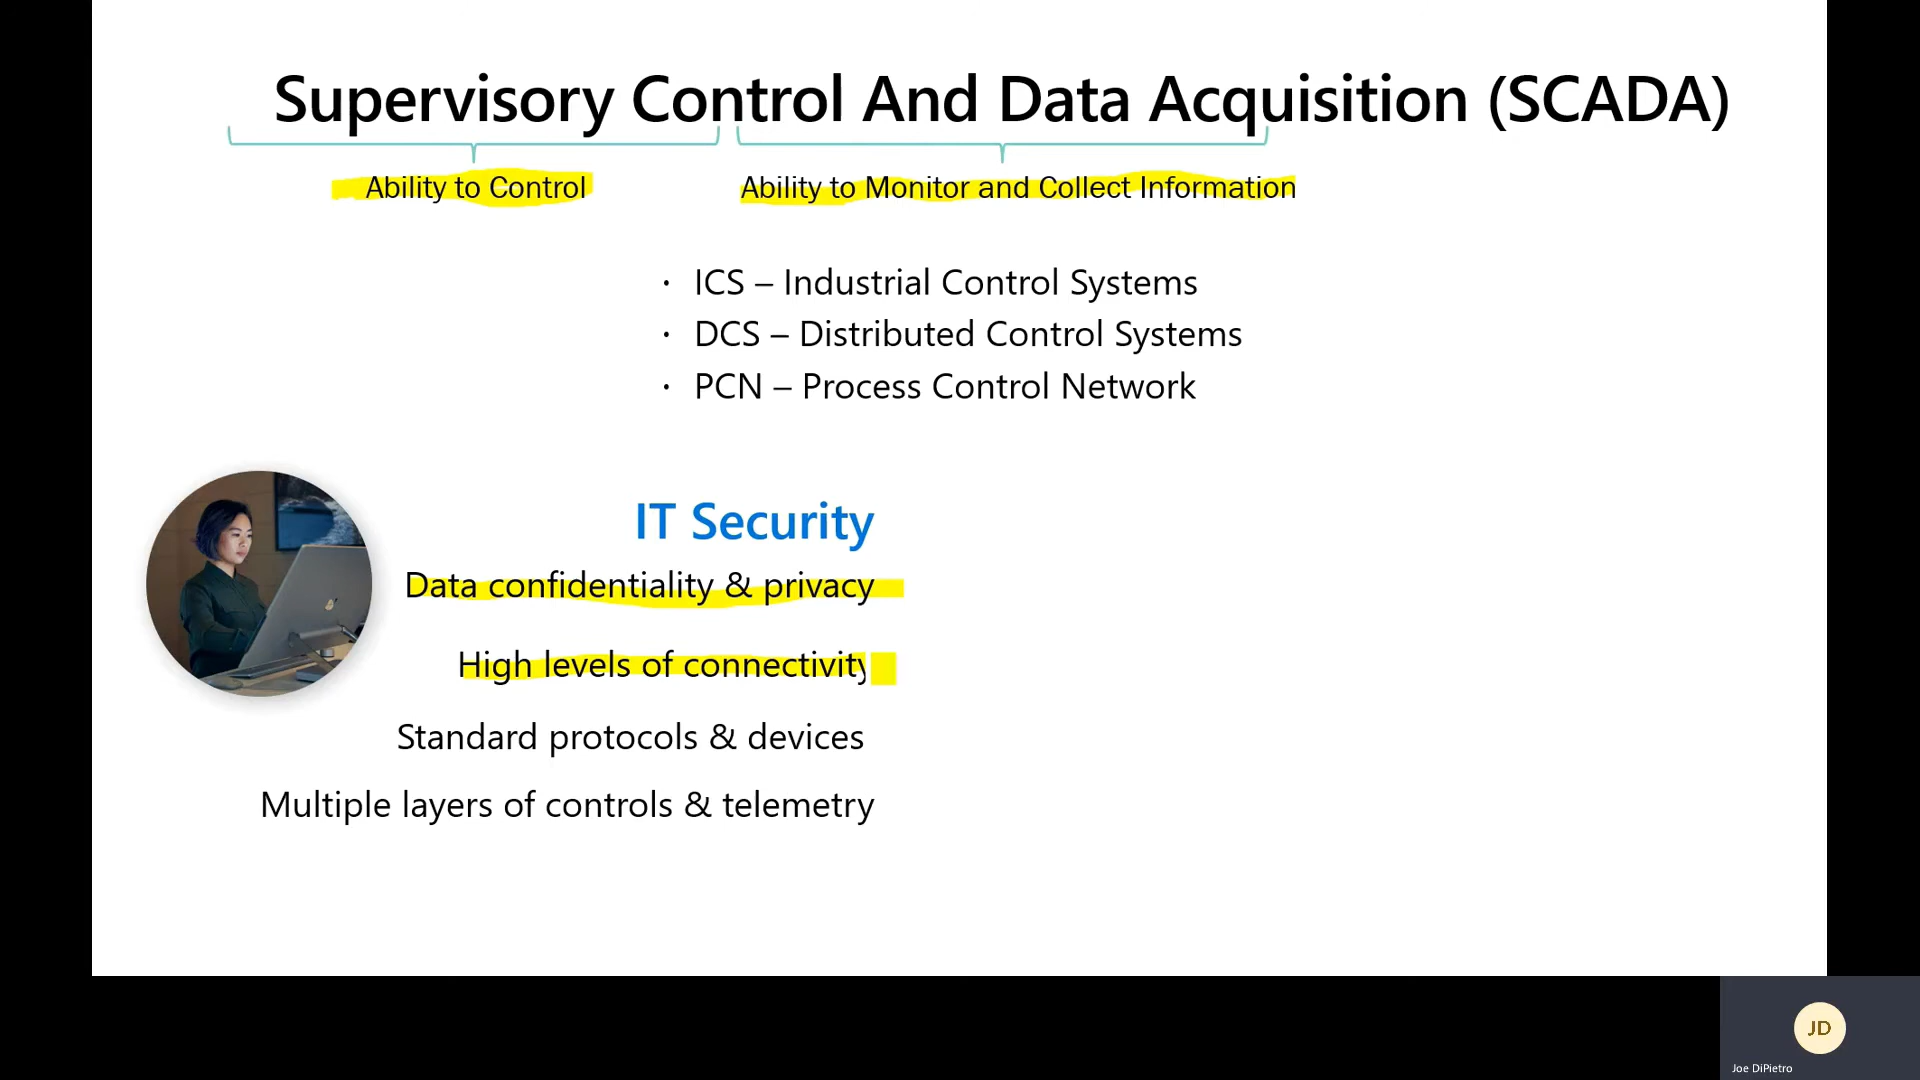 Supervisory Control And Data Acquisition (SCADA)
Ability to Control
Ability to Monitor and Collect Information
· ICS – Industrial Control Systems
· DCS – Distributed Control Systems
· PCN – Process Control Network
IT Security
Data confidentiality & privacy
High levels of connectivity
Standard protocols & devices
Multiple layers of controls & telemetry
JD
Joe DiPietro